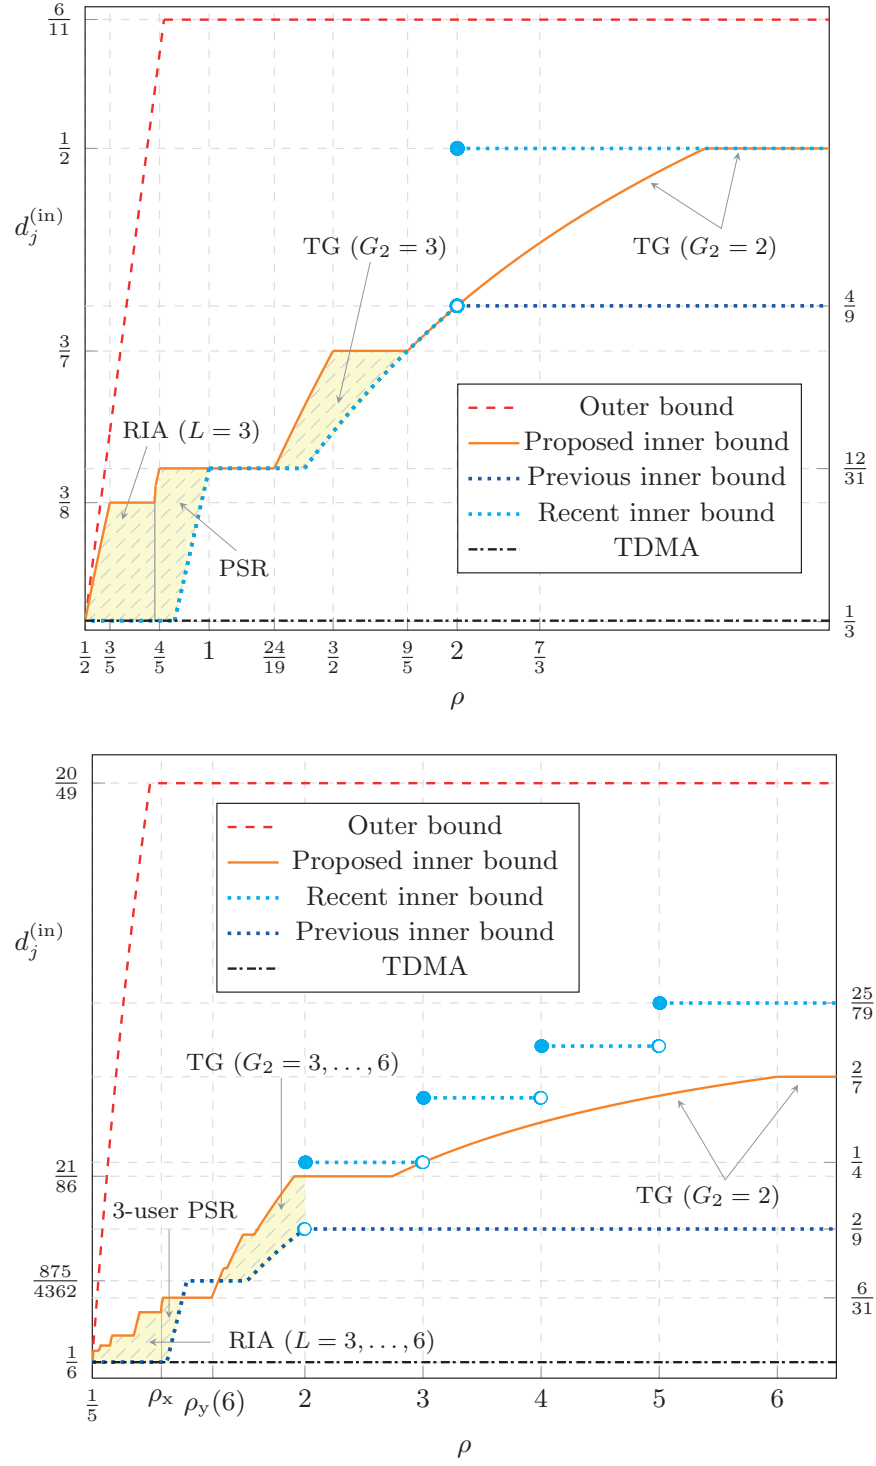 6/11
1/2
d_j^{(in)}
TG (G_2 = 3)
TG (G_2 = 2)
4/9
3/7
RIA (L = 3)
Outer bound
Proposed inner bound
Previous inner bound
Recent inner bound
TDMA
12/31
3/8
PSR
1/3
1/2 3/5 4/5 1 24/19 3/2 9/5 2 7/3
ρ
20/49
Outer bound
Proposed inner bound
Recent inner bound
Previous inner bound
TDMA
d_j^{(in)}
25/79
TG (G_2 = 3, . . . , 6)
2/7
21/86
1/4
TG (G_2 = 2)
3-user PSR
2/9
875/4362
6/31
RIA (L = 3, . . . , 6)
1/6
1/5 ρ_x ρ_y(6) 2 3 4 5 6
ρ